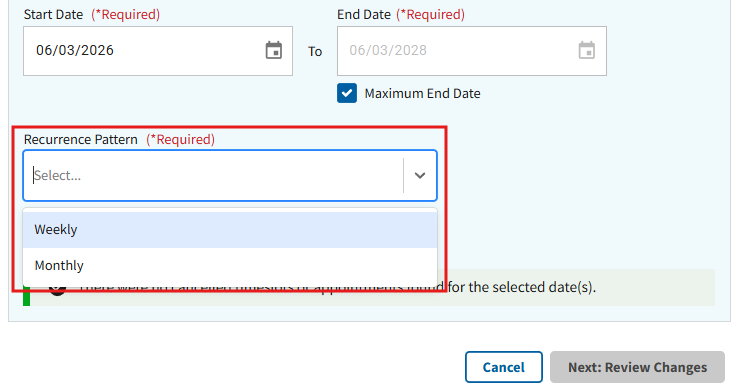 Start Date (*Required) End Date (*Required)
06/03/2026 To 06/03/2028
Maximum End Date
Recurrence Pattern (*Required)
Select...
Weekly
Monthly
There were no cancelled timeslots or appointments found for the selected date(s).
Cancel Next: Review Changes